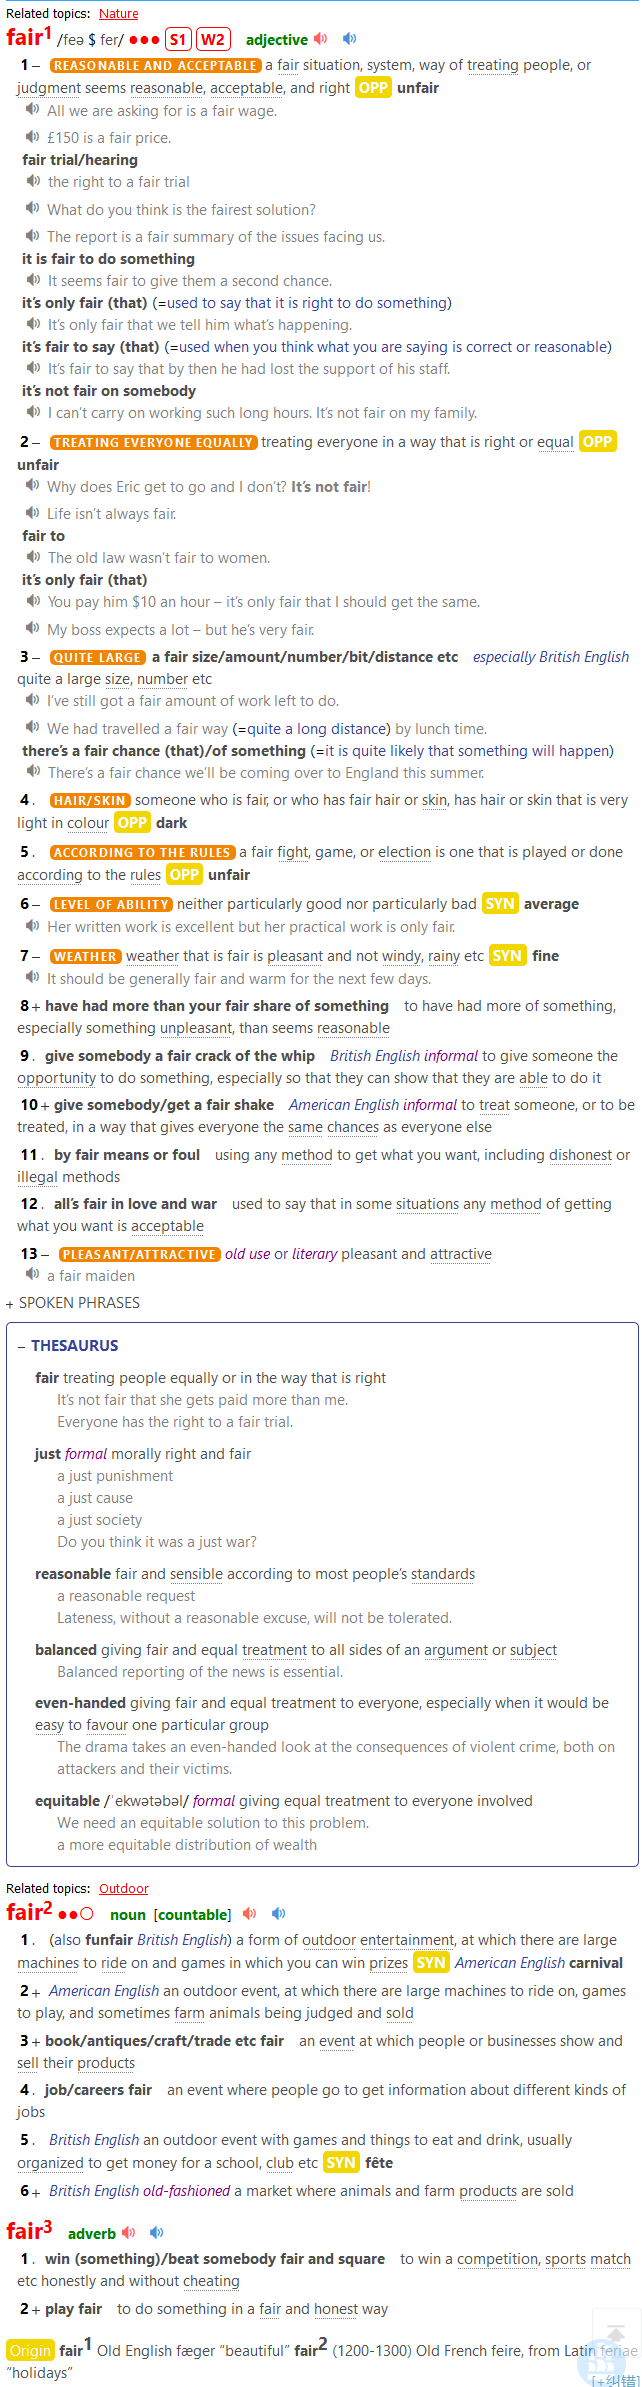 Related topics: Nature
fair1 /feə $ fer/ ●●● S1 W2 adjective
1 – REASONABLE AND ACCEPTABLE a fair situation, system, way of treating people, or
judgment seems reasonable, acceptable, and right OPP unfair
All we are asking for is a fair wage.
£150 is a fair price.
fair trial/hearing
the right to a fair trial
What do you think is the fairest solution?
The report is a fair summary of the issues facing us.
it is fair to do something
It seems fair to give them a second chance.
it’s only fair (that) (=used to say that it is right to do something)
It’s only fair that we tell him what’s happening.
it’s fair to say (that) (=used when you think what you are saying is correct or reasonable)
It’s fair to say that by then he had lost the support of his staff.
it’s not fair on somebody
I can’t carry on working such long hours. It’s not fair on my family.
2 – TREATING EVERYONE EQUALLY treating everyone in a way that is right or equal OPP
unfair
Why does Eric get to go and I don’t? It’s not fair!
Life isn’t always fair.
fair to
The old law wasn’t fair to women.
it’s only fair (that)
You pay him $10 an hour – it’s only fair that I should get the same.
My boss expects a lot – but he’s very fair.
3 – QUITE LARGE a fair size/amount/number/bit/distance etc especially British English
quite a large size, number etc
I’ve still got a fair amount of work left to do.
We had travelled a fair way (=quite a long distance) by lunch time.
there’s a fair chance (that)/of something (=it is quite likely that something will happen)
There’s a fair chance we’ll be coming over to England this summer.
4 . HAIR/SKIN someone who is fair, or who has fair hair or skin, has hair or skin that is very
light in colour OPP dark
5 . ACCORDING TO THE RULES a fair fight, game, or election is one that is played or done
according to the rules OPP unfair
6 – LEVEL OF ABILITY neither particularly good nor particularly bad SYN average
Her written work is excellent but her practical work is only fair.
7 – WEATHER weather that is fair is pleasant and not windy, rainy etc SYN fine
It should be generally fair and warm for the next few days.
8 + have had more than your fair share of something to have had more of something,
especially something unpleasant, than seems reasonable
9 . give somebody a fair crack of the whip British English informal to give someone the
opportunity to do something, especially so that they can show that they are able to do it
10 + give somebody/get a fair shake American English informal to treat someone, or to be
treated, in a way that gives everyone the same chances as everyone else
11 . by fair means or foul using any method to get what you want, including dishonest or
illegal methods
12 . all’s fair in love and war used to say that in some situations any method of getting
what you want is acceptable
13 – PLEASANT/ATTRACTIVE old use or literary pleasant and attractive
a fair maiden
+ SPOKEN PHRASES
– THESAURUS
fair treating people equally or in the way that is right
It’s not fair that she gets paid more than me.
Everyone has the right to a fair trial.
just formal morally right and fair
a just punishment
a just cause
a just society
Do you think it was a just war?
reasonable fair and sensible according to most people’s standards
a reasonable request
Lateness, without a reasonable excuse, will not be tolerated.
balanced giving fair and equal treatment to all sides of an argument or subject
Balanced reporting of the news is essential.
even-handed giving fair and equal treatment to everyone, especially when it would be
easy to favour one particular group
The drama takes an even-handed look at the consequences of violent crime, both on
attackers and their victims.
equitable /ˈekwətəbəl/ formal giving equal treatment to everyone involved
We need an equitable solution to this problem.
a more equitable distribution of wealth
Related topics: Outdoor
fair2 ●●○ noun [countable]
1 . (also funfair British English) a form of outdoor entertainment, at which there are large
machines to ride on and games in which you can win prizes SYN American English carnival
2 + American English an outdoor event, at which there are large machines to ride on, games
to play, and sometimes farm animals being judged and sold
3 + book/antiques/craft/trade etc fair an event at which people or businesses show and
sell their products
4 . job/careers fair an event where people go to get information about different kinds of
jobs
5 . British English an outdoor event with games and things to eat and drink, usually
organized to get money for a school, club etc SYN fête
6 + British English old-fashioned a market where animals and farm products are sold
fair3 adverb
1 . win (something)/beat somebody fair and square to win a competition, sports match
etc honestly and without cheating
2 + play fair to do something in a fair and honest way
Origin fair1 Old English fæger “beautiful” fair2 (1200-1300) Old French feire, from Latin feriae
“holidays”
[+纠错]